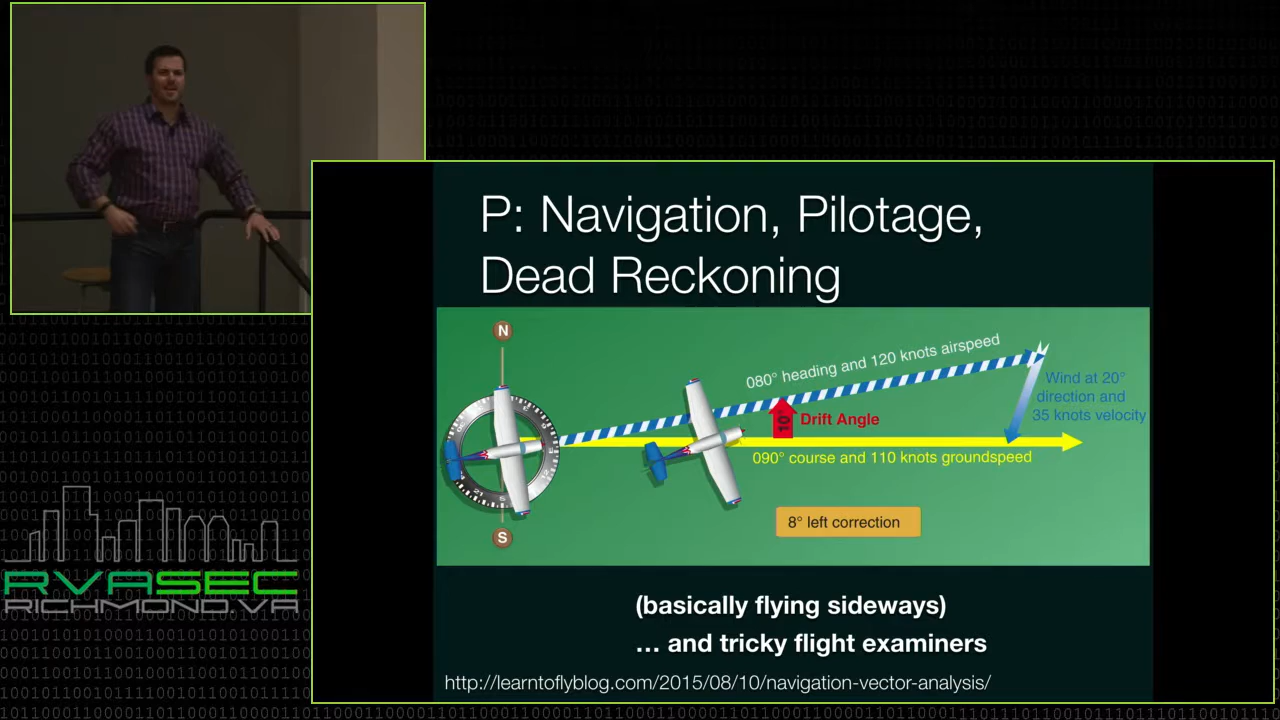 P: Navigation, Pilotage,
Dead Reckoning
N
080° heading and 120 knots airspeed
Wind at 20°
direction and
35 knots velocity
10°
Drift Angle
090° course and 110 knots groundspeed
8° left correction
S
(basically flying sideways)
... and tricky flight examiners
http://learntoflyblog.com/2015/08/10/navigation-vector-analysis/
RVASEC
RICHMOND.VA